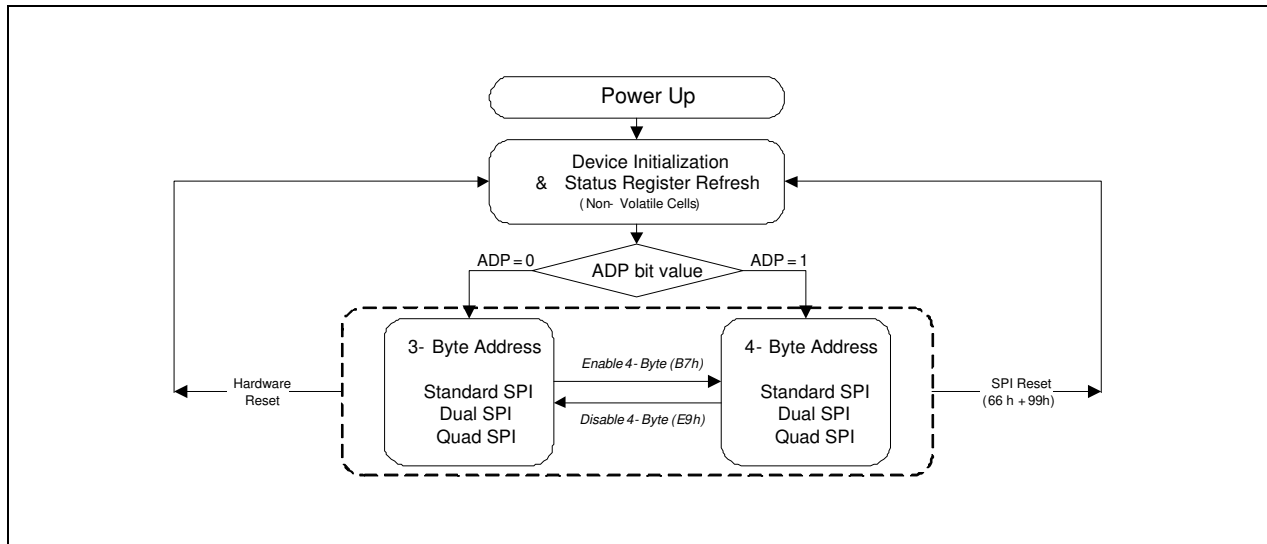 Power Up
Device Initialization
& Status Register Refresh
( Non- Volatile Cells)
ADP = 0
ADP bit value
ADP = 1
3- Byte Address
Standard SPI
Dual SPI
Quad SPI
Enable 4- Byte (B7h)
Disable 4- Byte (E9h)
4- Byte Address
Standard SPI
Dual SPI
Quad SPI
Hardware
Reset
SPI Reset
(66 h + 99h)